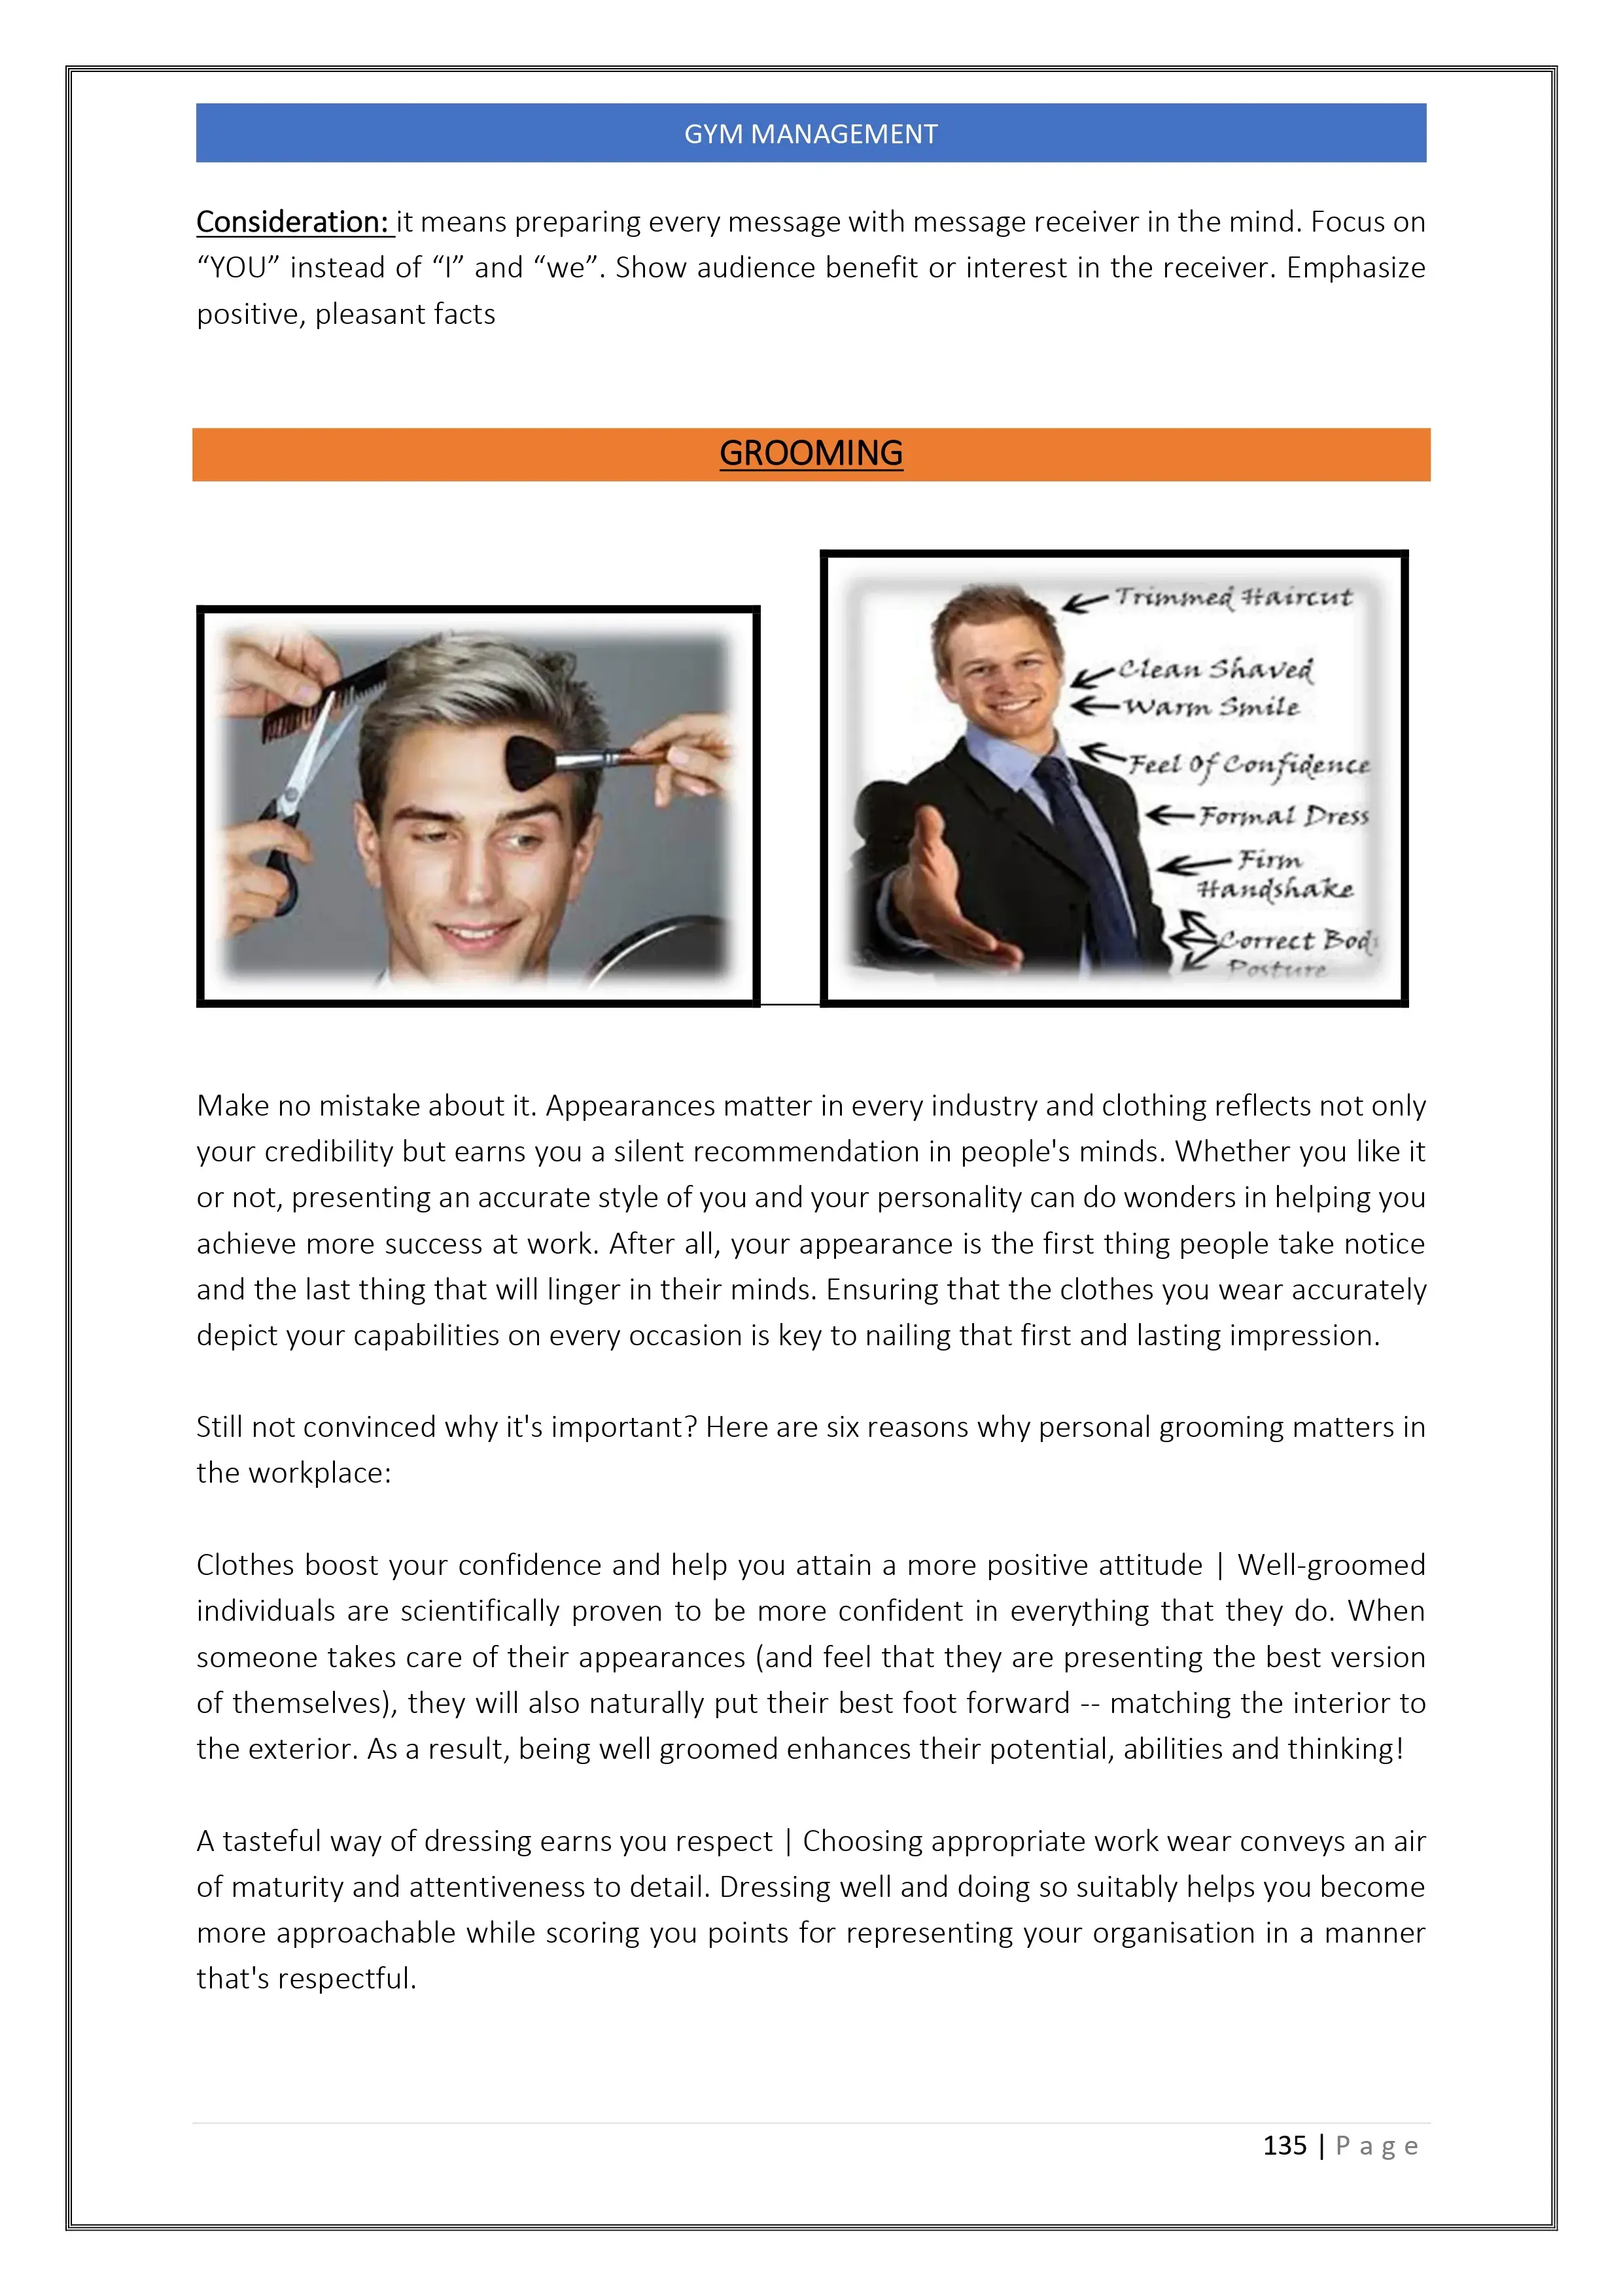 GYM MANAGEMENT
Consideration: it means preparing every message with message receiver in the mind. Focus on
“YOU” instead of “I” and “we”. Show audience benefit or interest in the receiver. Emphasize
positive, pleasant facts
GROOMING
Trimmed Haircut
Clean Shaved
Warm Smile
Feel Of Confidence
Formal Dress
Firm
Handshake
Correct Body
Posture
Make no mistake about it. Appearances matter in every industry and clothing reflects not only
your credibility but earns you a silent recommendation in people's minds. Whether you like it
or not, presenting an accurate style of you and your personality can do wonders in helping you
achieve more success at work. After all, your appearance is the first thing people take notice
and the last thing that will linger in their minds. Ensuring that the clothes you wear accurately
depict your capabilities on every occasion is key to nailing that first and lasting impression.
Still not convinced why it's important? Here are six reasons why personal grooming matters in
the workplace:
Clothes boost your confidence and help you attain a more positive attitude | Well-groomed
individuals are scientifically proven to be more confident in everything that they do. When
someone takes care of their appearances (and feel that they are presenting the best version
of themselves), they will also naturally put their best foot forward -- matching the interior to
the exterior. As a result, being well groomed enhances their potential, abilities and thinking!
A tasteful way of dressing earns you respect | Choosing appropriate work wear conveys an air
of maturity and attentiveness to detail. Dressing well and doing so suitably helps you become
more approachable while scoring you points for representing your organisation in a manner
that's respectful.
135 | P a g e